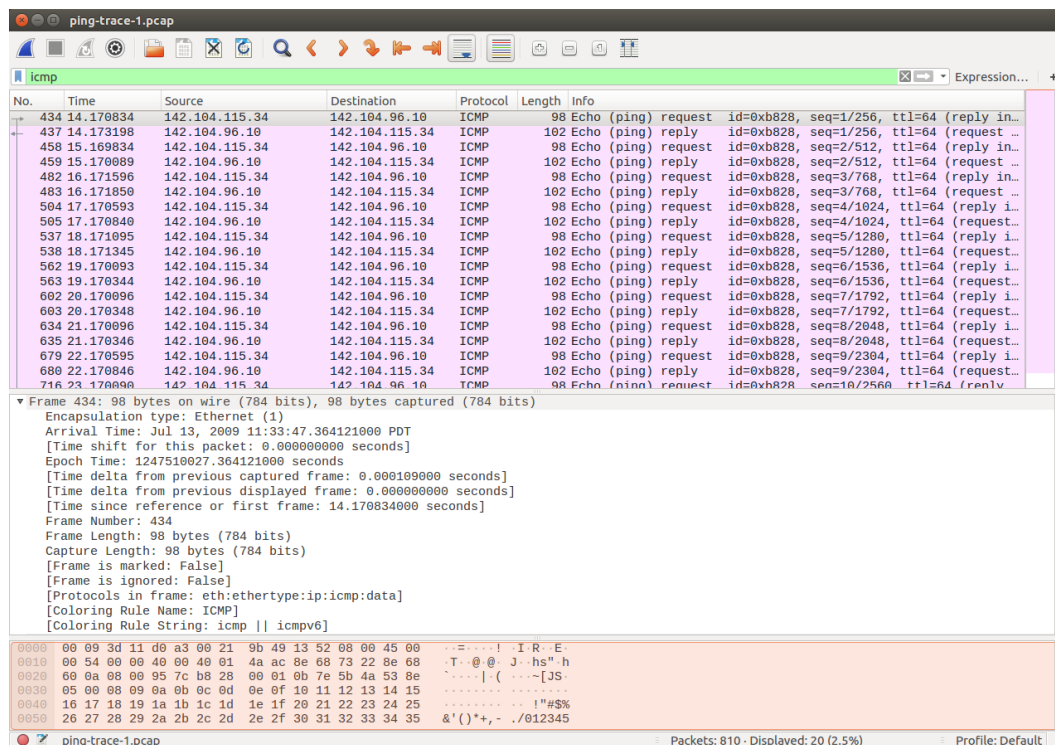 ping-trace-1.pcap
icmp
Expression…
+
No. Time Source Destination Protocol Length Info
434 14.170834 142.104.115.34 142.104.96.10 ICMP 98 Echo (ping) request id=0xb828, seq=1/256, ttl=64 (reply in…
437 14.173198 142.104.96.10 142.104.115.34 ICMP 102 Echo (ping) reply id=0xb828, seq=1/256, ttl=64 (request …
458 15.169834 142.104.115.34 142.104.96.10 ICMP 98 Echo (ping) request id=0xb828, seq=2/512, ttl=64 (reply in…
459 15.170089 142.104.96.10 142.104.115.34 ICMP 102 Echo (ping) reply id=0xb828, seq=2/512, ttl=64 (request …
482 16.171596 142.104.115.34 142.104.96.10 ICMP 98 Echo (ping) request id=0xb828, seq=3/768, ttl=64 (reply in…
483 16.171850 142.104.96.10 142.104.115.34 ICMP 102 Echo (ping) reply id=0xb828, seq=3/768, ttl=64 (request …
504 17.170593 142.104.115.34 142.104.96.10 ICMP 98 Echo (ping) request id=0xb828, seq=4/1024, ttl=64 (reply i…
505 17.170840 142.104.96.10 142.104.115.34 ICMP 102 Echo (ping) reply id=0xb828, seq=4/1024, ttl=64 (request…
537 18.171095 142.104.115.34 142.104.96.10 ICMP 98 Echo (ping) request id=0xb828, seq=5/1280, ttl=64 (reply i…
538 18.171345 142.104.96.10 142.104.115.34 ICMP 102 Echo (ping) reply id=0xb828, seq=5/1280, ttl=64 (request…
562 19.170093 142.104.115.34 142.104.96.10 ICMP 98 Echo (ping) request id=0xb828, seq=6/1536, ttl=64 (reply i…
563 19.170344 142.104.96.10 142.104.115.34 ICMP 102 Echo (ping) reply id=0xb828, seq=6/1536, ttl=64 (request…
602 20.170096 142.104.115.34 142.104.96.10 ICMP 98 Echo (ping) request id=0xb828, seq=7/1792, ttl=64 (reply i…
603 20.170348 142.104.96.10 142.104.115.34 ICMP 102 Echo (ping) reply id=0xb828, seq=7/1792, ttl=64 (request…
634 21.170096 142.104.115.34 142.104.96.10 ICMP 98 Echo (ping) request id=0xb828, seq=8/2048, ttl=64 (reply i…
635 21.170346 142.104.96.10 142.104.115.34 ICMP 102 Echo (ping) reply id=0xb828, seq=8/2048, ttl=64 (request…
679 22.170595 142.104.115.34 142.104.96.10 ICMP 98 Echo (ping) request id=0xb828, seq=9/2304, ttl=64 (reply i…
680 22.170846 142.104.96.10 142.104.115.34 ICMP 102 Echo (ping) reply id=0xb828, seq=9/2304, ttl=64 (request…
716 23.170090 142.104.115.34 142.104.96.10 ICMP 98 Echo (ping) request id=0xb828, seq=10/2560, ttl=64 (reply
Frame 434: 98 bytes on wire (784 bits), 98 bytes captured (784 bits)
Encapsulation type: Ethernet (1)
Arrival Time: Jul 13, 2009 11:33:47.364121000 PDT
[Time shift for this packet: 0.000000000 seconds]
Epoch Time: 1247510027.364121000 seconds
[Time delta from previous captured frame: 0.000109000 seconds]
[Time delta from previous displayed frame: 0.000000000 seconds]
[Time since reference or first frame: 14.170834000 seconds]
Frame Number: 434
Frame Length: 98 bytes (784 bits)
Capture Length: 98 bytes (784 bits)
[Frame is marked: False]
[Frame is ignored: False]
[Protocols in frame: eth:ethertype:ip:icmp:data]
[Coloring Rule Name: ICMP]
[Coloring Rule String: icmp || icmpv6]
0000 00 09 3d 11 d0 a3 00 21 9b 49 13 52 08 00 45 00 ··=····! ·I·R··E·
0010 00 54 00 00 40 00 40 01 4a ac 8e 68 73 22 8e 68 ·T··@·@· J··hs"·h
0020 60 0a 08 00 95 7c b8 28 00 01 0b 7e 5b 4a 53 8e `····|·( ···~[JS·
0030 05 00 08 09 0a 0b 0c 0d 0e 0f 10 11 12 13 14 15 ········ ········
0040 16 17 18 19 1a 1b 1c 1d 1e 1f 20 21 22 23 24 25 ········ ·· !"#$%
0050 26 27 28 29 2a 2b 2c 2d 2e 2f 30 31 32 33 34 35 &'()*+,- ./012345
ping-trace-1.pcap
Packets: 810 · Displayed: 20 (2.5%)
Profile: Default